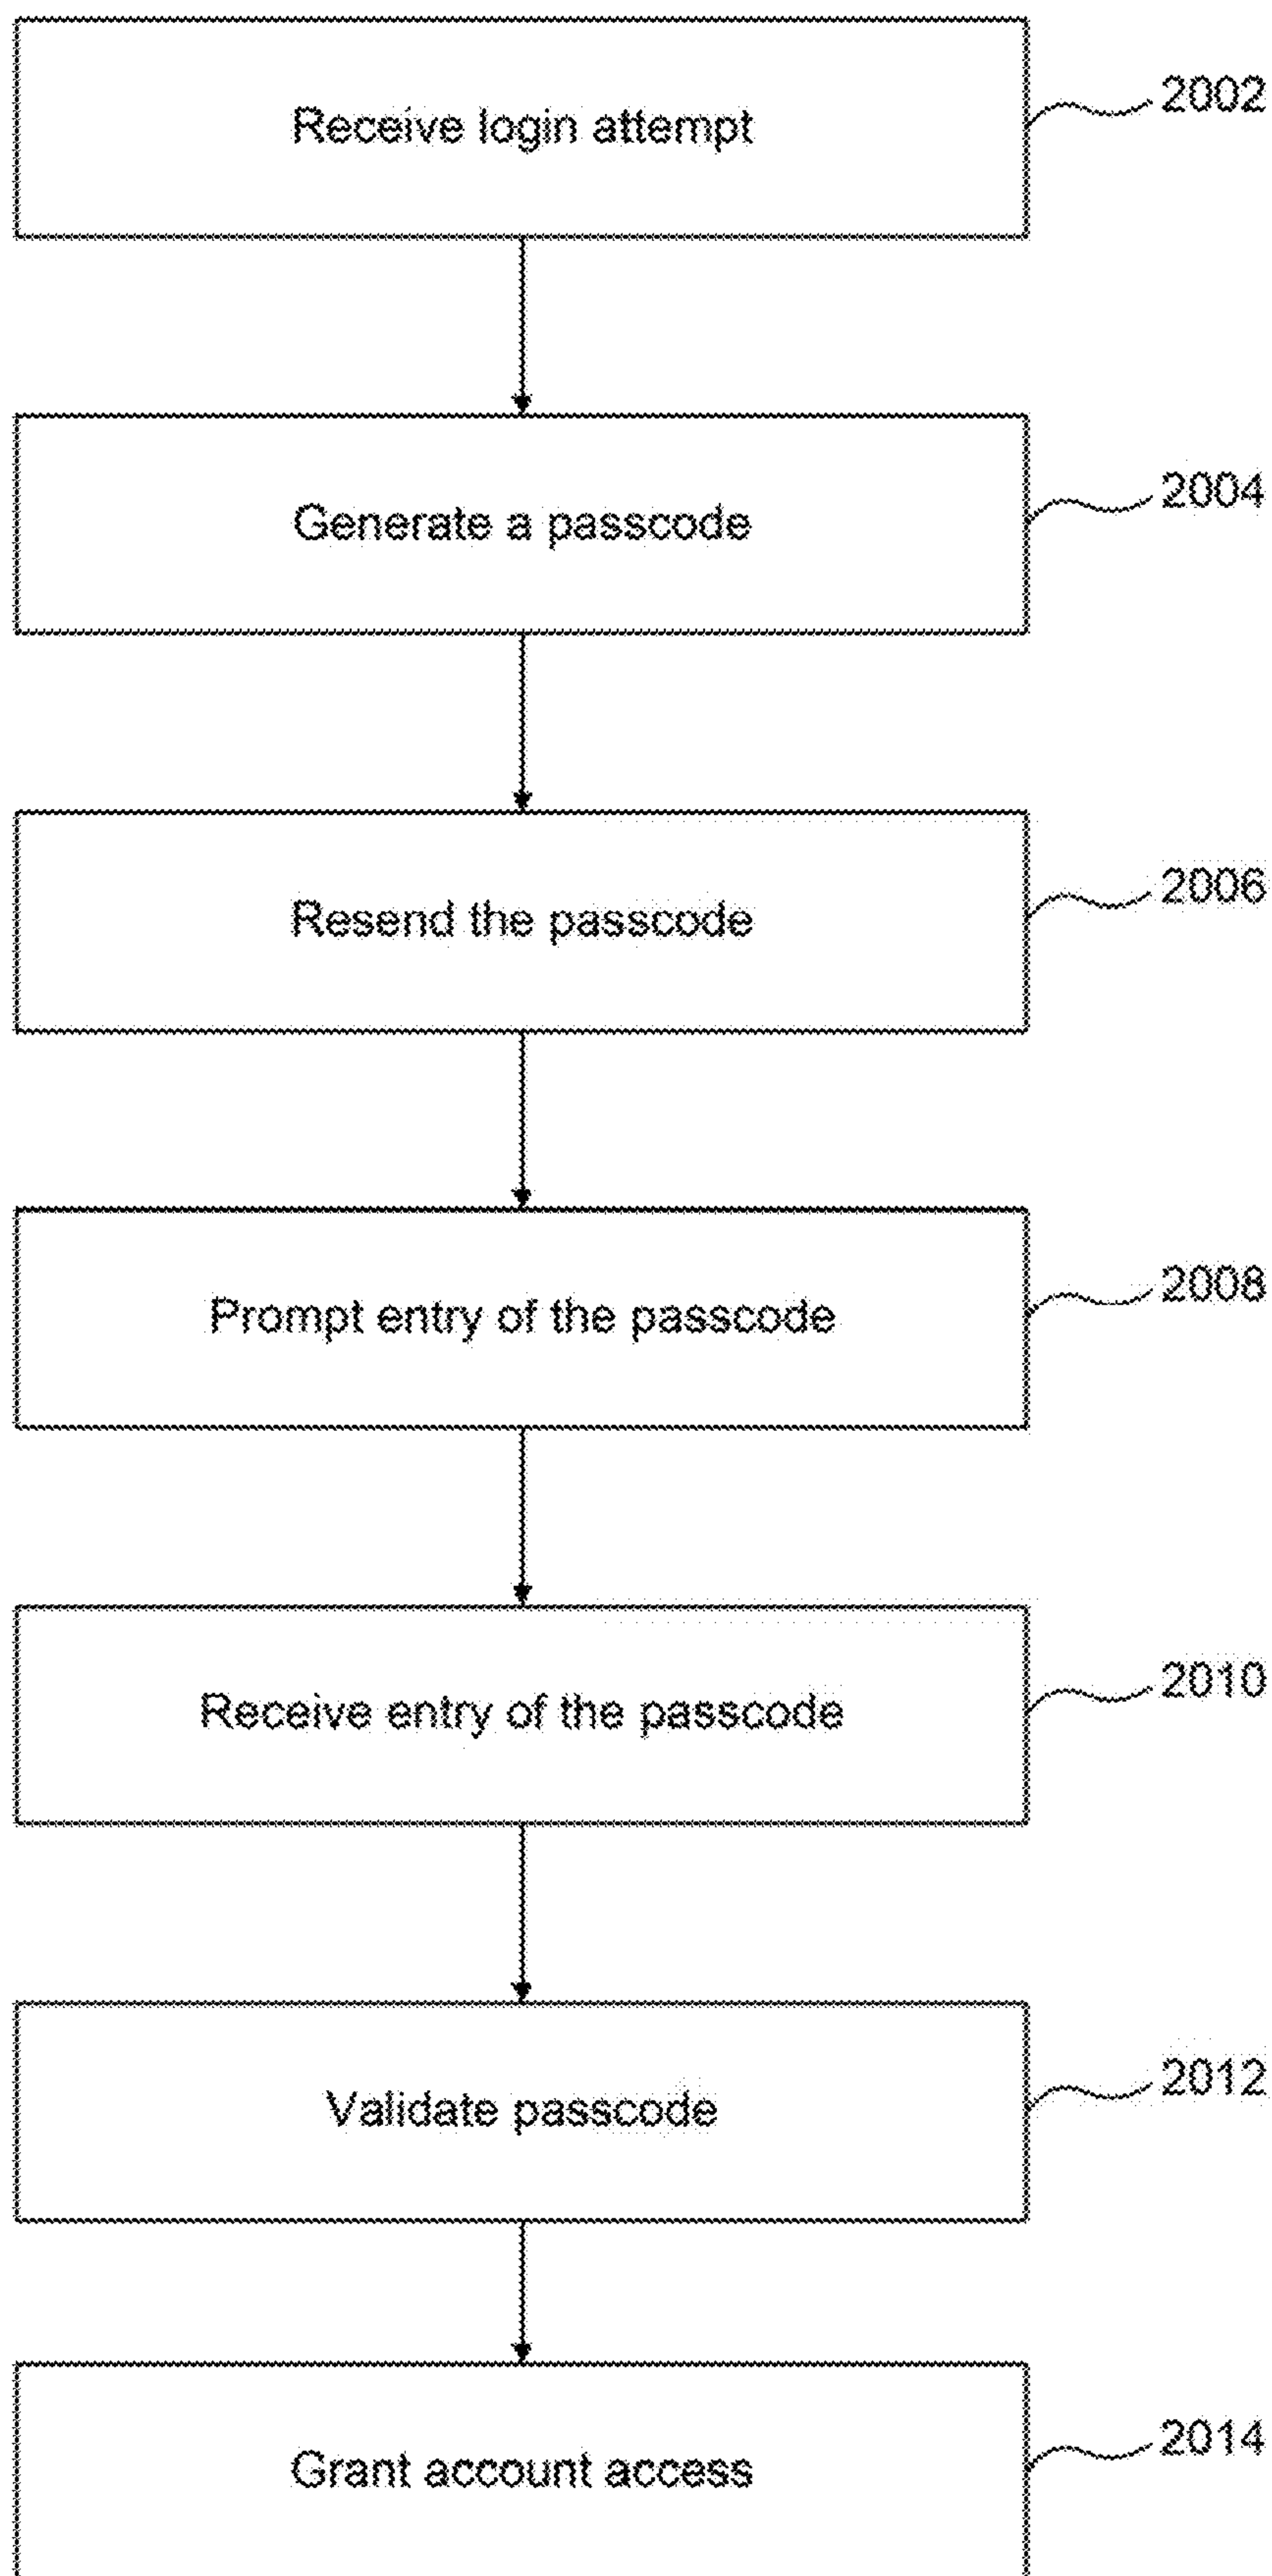 Receive login attempt
2002
Generate a passcode
2004
Resend the passcode
2006
Prompt entry of the passcode
2008
Receive entry of the passcode
2010
Validate passcode
2012
Grant account access
2014